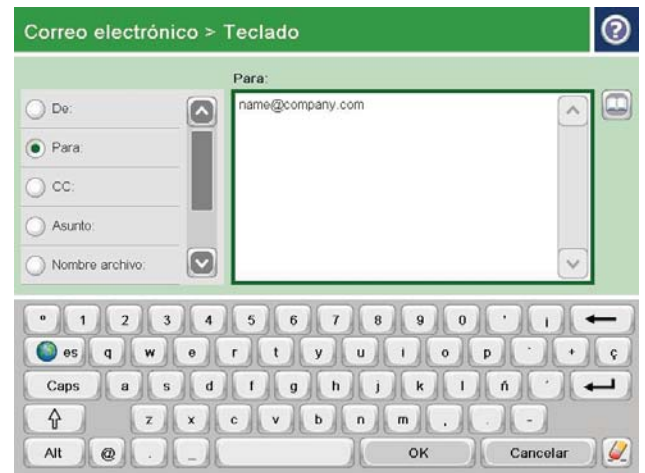 Correo electrónico > Teclado ?
Para:
De:
name@company.com
Para:
CC:
Asunto:
Nombre archivo:
º 1 2 3 4 5 6 7 8 9 0 ' ¡
es q w e r t y u i o p ` + ç
Caps a s d f g h j k l ñ ´
z x c v b n m , . -
Alt @ . _ OK Cancelar